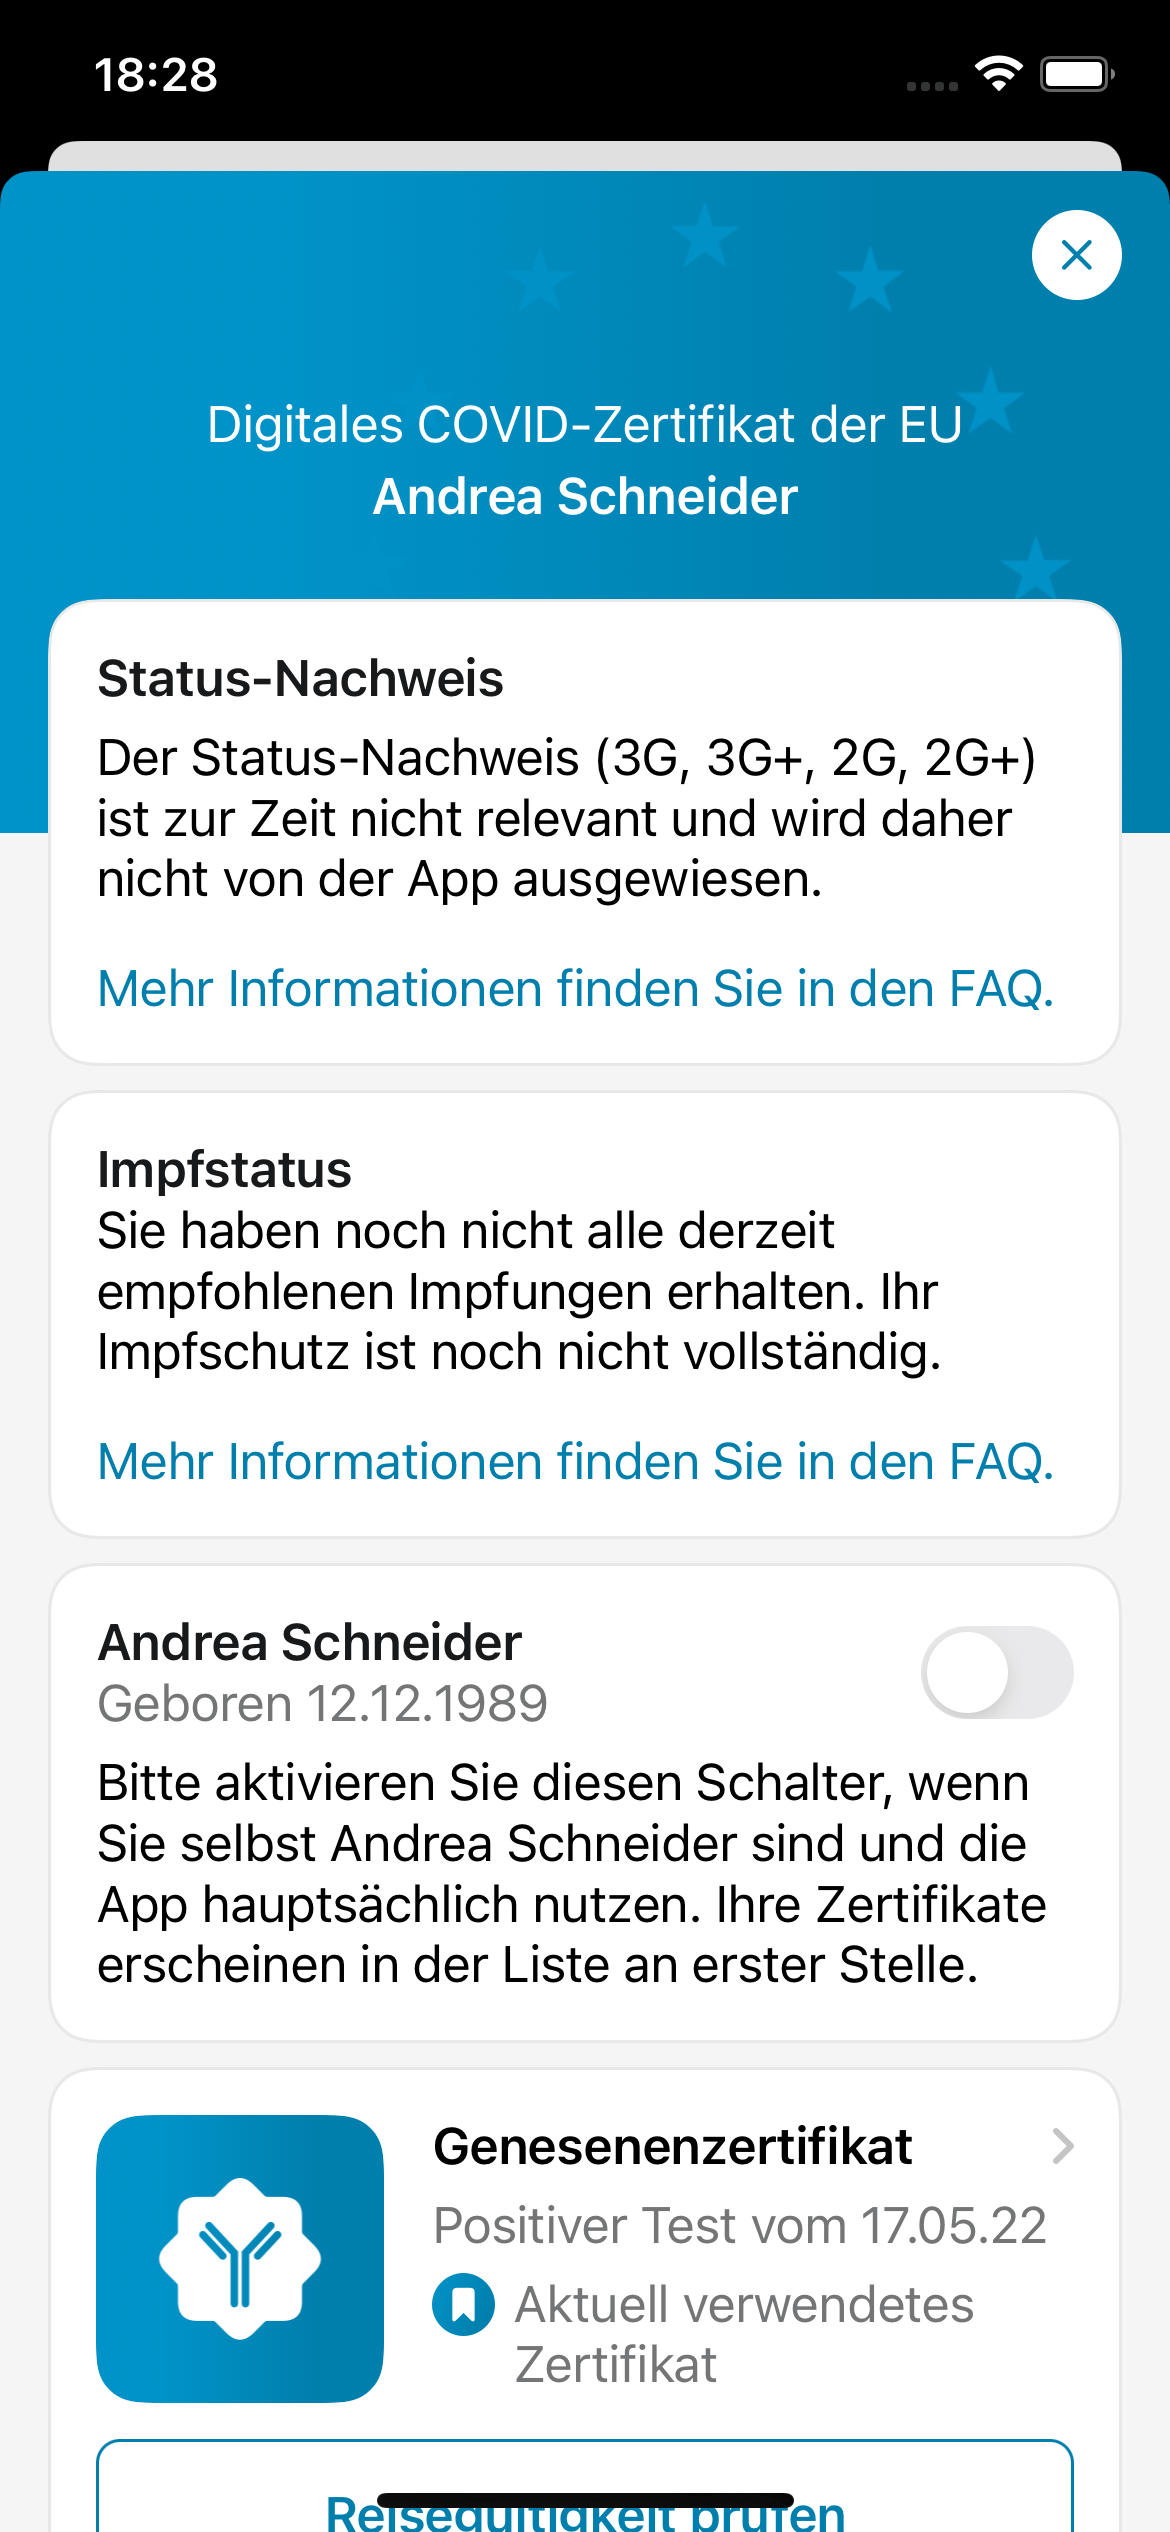 18:28
Digitales COVID-Zertifikat der EU
Andrea Schneider
Status-Nachweis
Der Status-Nachweis (3G, 3G+, 2G, 2G+)
ist zur Zeit nicht relevant und wird daher
nicht von der App ausgewiesen.
Mehr Informationen finden Sie in den FAQ.
Impfstatus
Sie haben noch nicht alle derzeit
empfohlenen Impfungen erhalten. Ihr
Impfschutz ist noch nicht vollständig.
Mehr Informationen finden Sie in den FAQ.
Andrea Schneider
Geboren 12.12.1989
Bitte aktivieren Sie diesen Schalter, wenn
Sie selbst Andrea Schneider sind und die
App hauptsächlich nutzen. Ihre Zertifikate
erscheinen in der Liste an erster Stelle.
Genesenenzertifikat
Positiver Test vom 17.05.22
Aktuell verwendetes
Zertifikat
Reisegültigkeit prüfen